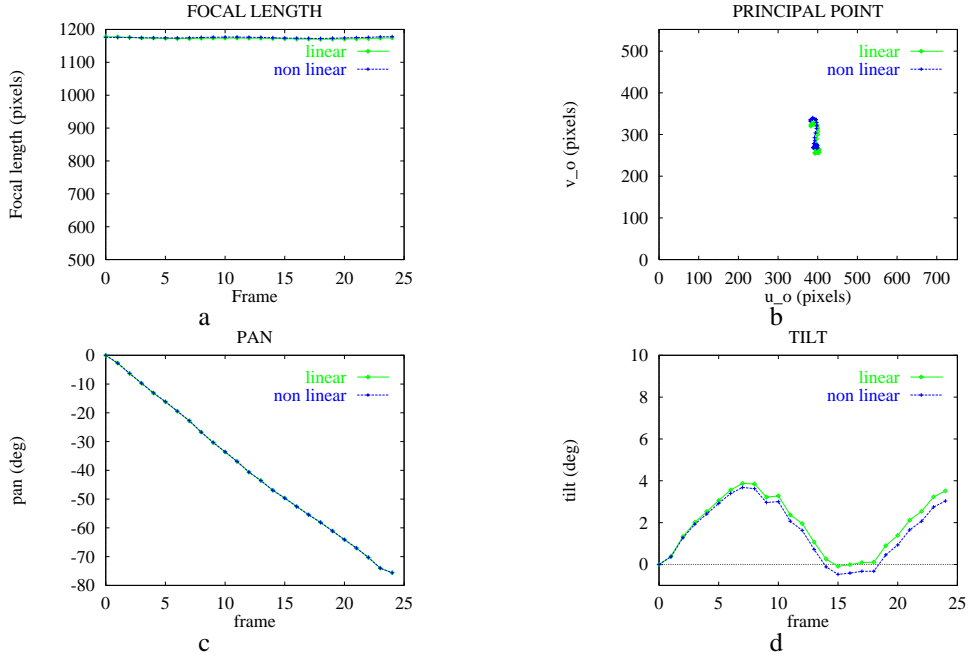 FOCAL LENGTH
1200
1100
1000
900
800
700
600
500
Focal length (pixels)
linear
non linear
0 5 10 15 20 25
Frame
a
PRINCIPAL POINT
500
400
300
200
100
0
v_o (pixels)
linear
non linear
0 100 200 300 400 500 600 700
u_o (pixels)
b
PAN
0
-10
-20
-30
-40
-50
-60
-70
-80
pan (deg)
linear
non linear
0 5 10 15 20 25
frame
c
TILT
10
8
6
4
2
0
tilt (deg)
linear
non linear
0 5 10 15 20 25
frame
d